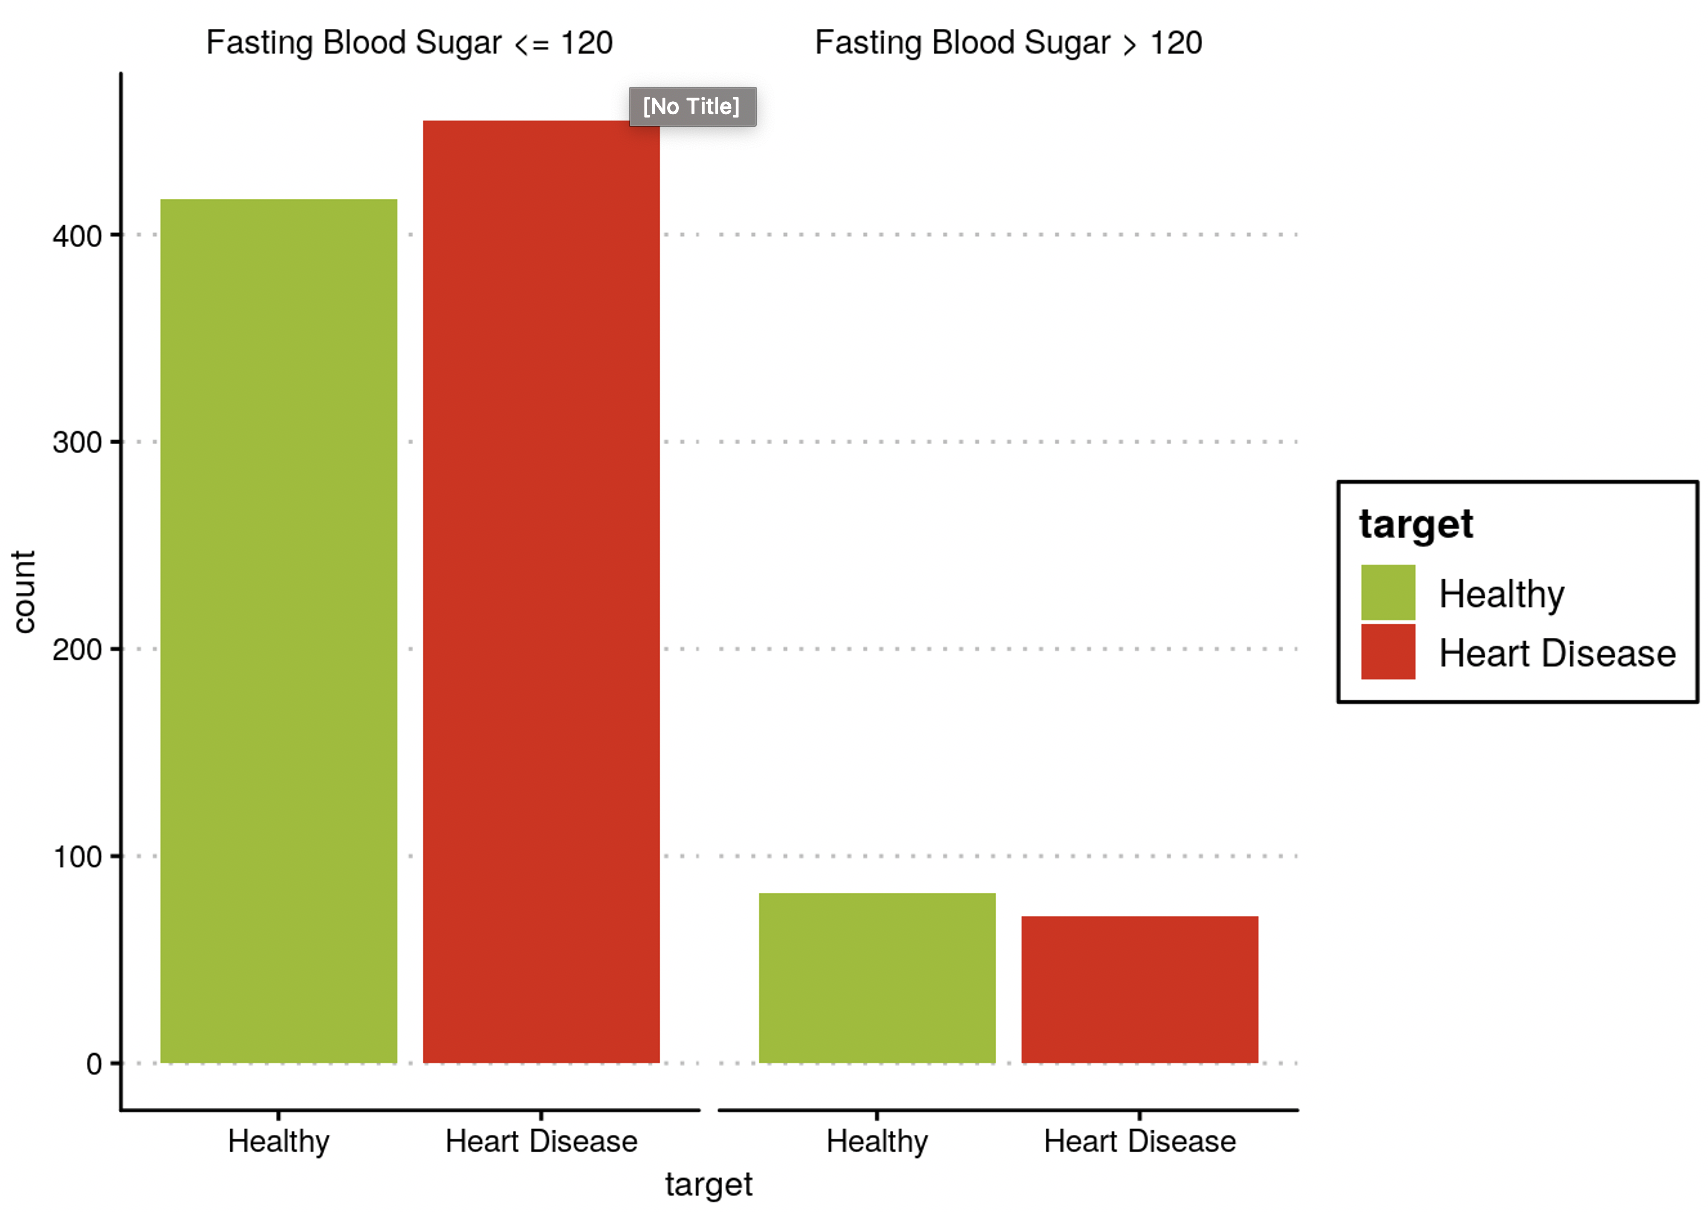 Fasting Blood Sugar <= 120
Fasting Blood Sugar > 120
[No Title]
400
300
200
100
0
count
Healthy
Heart Disease
Healthy
Heart Disease
target
target
Healthy
Heart Disease